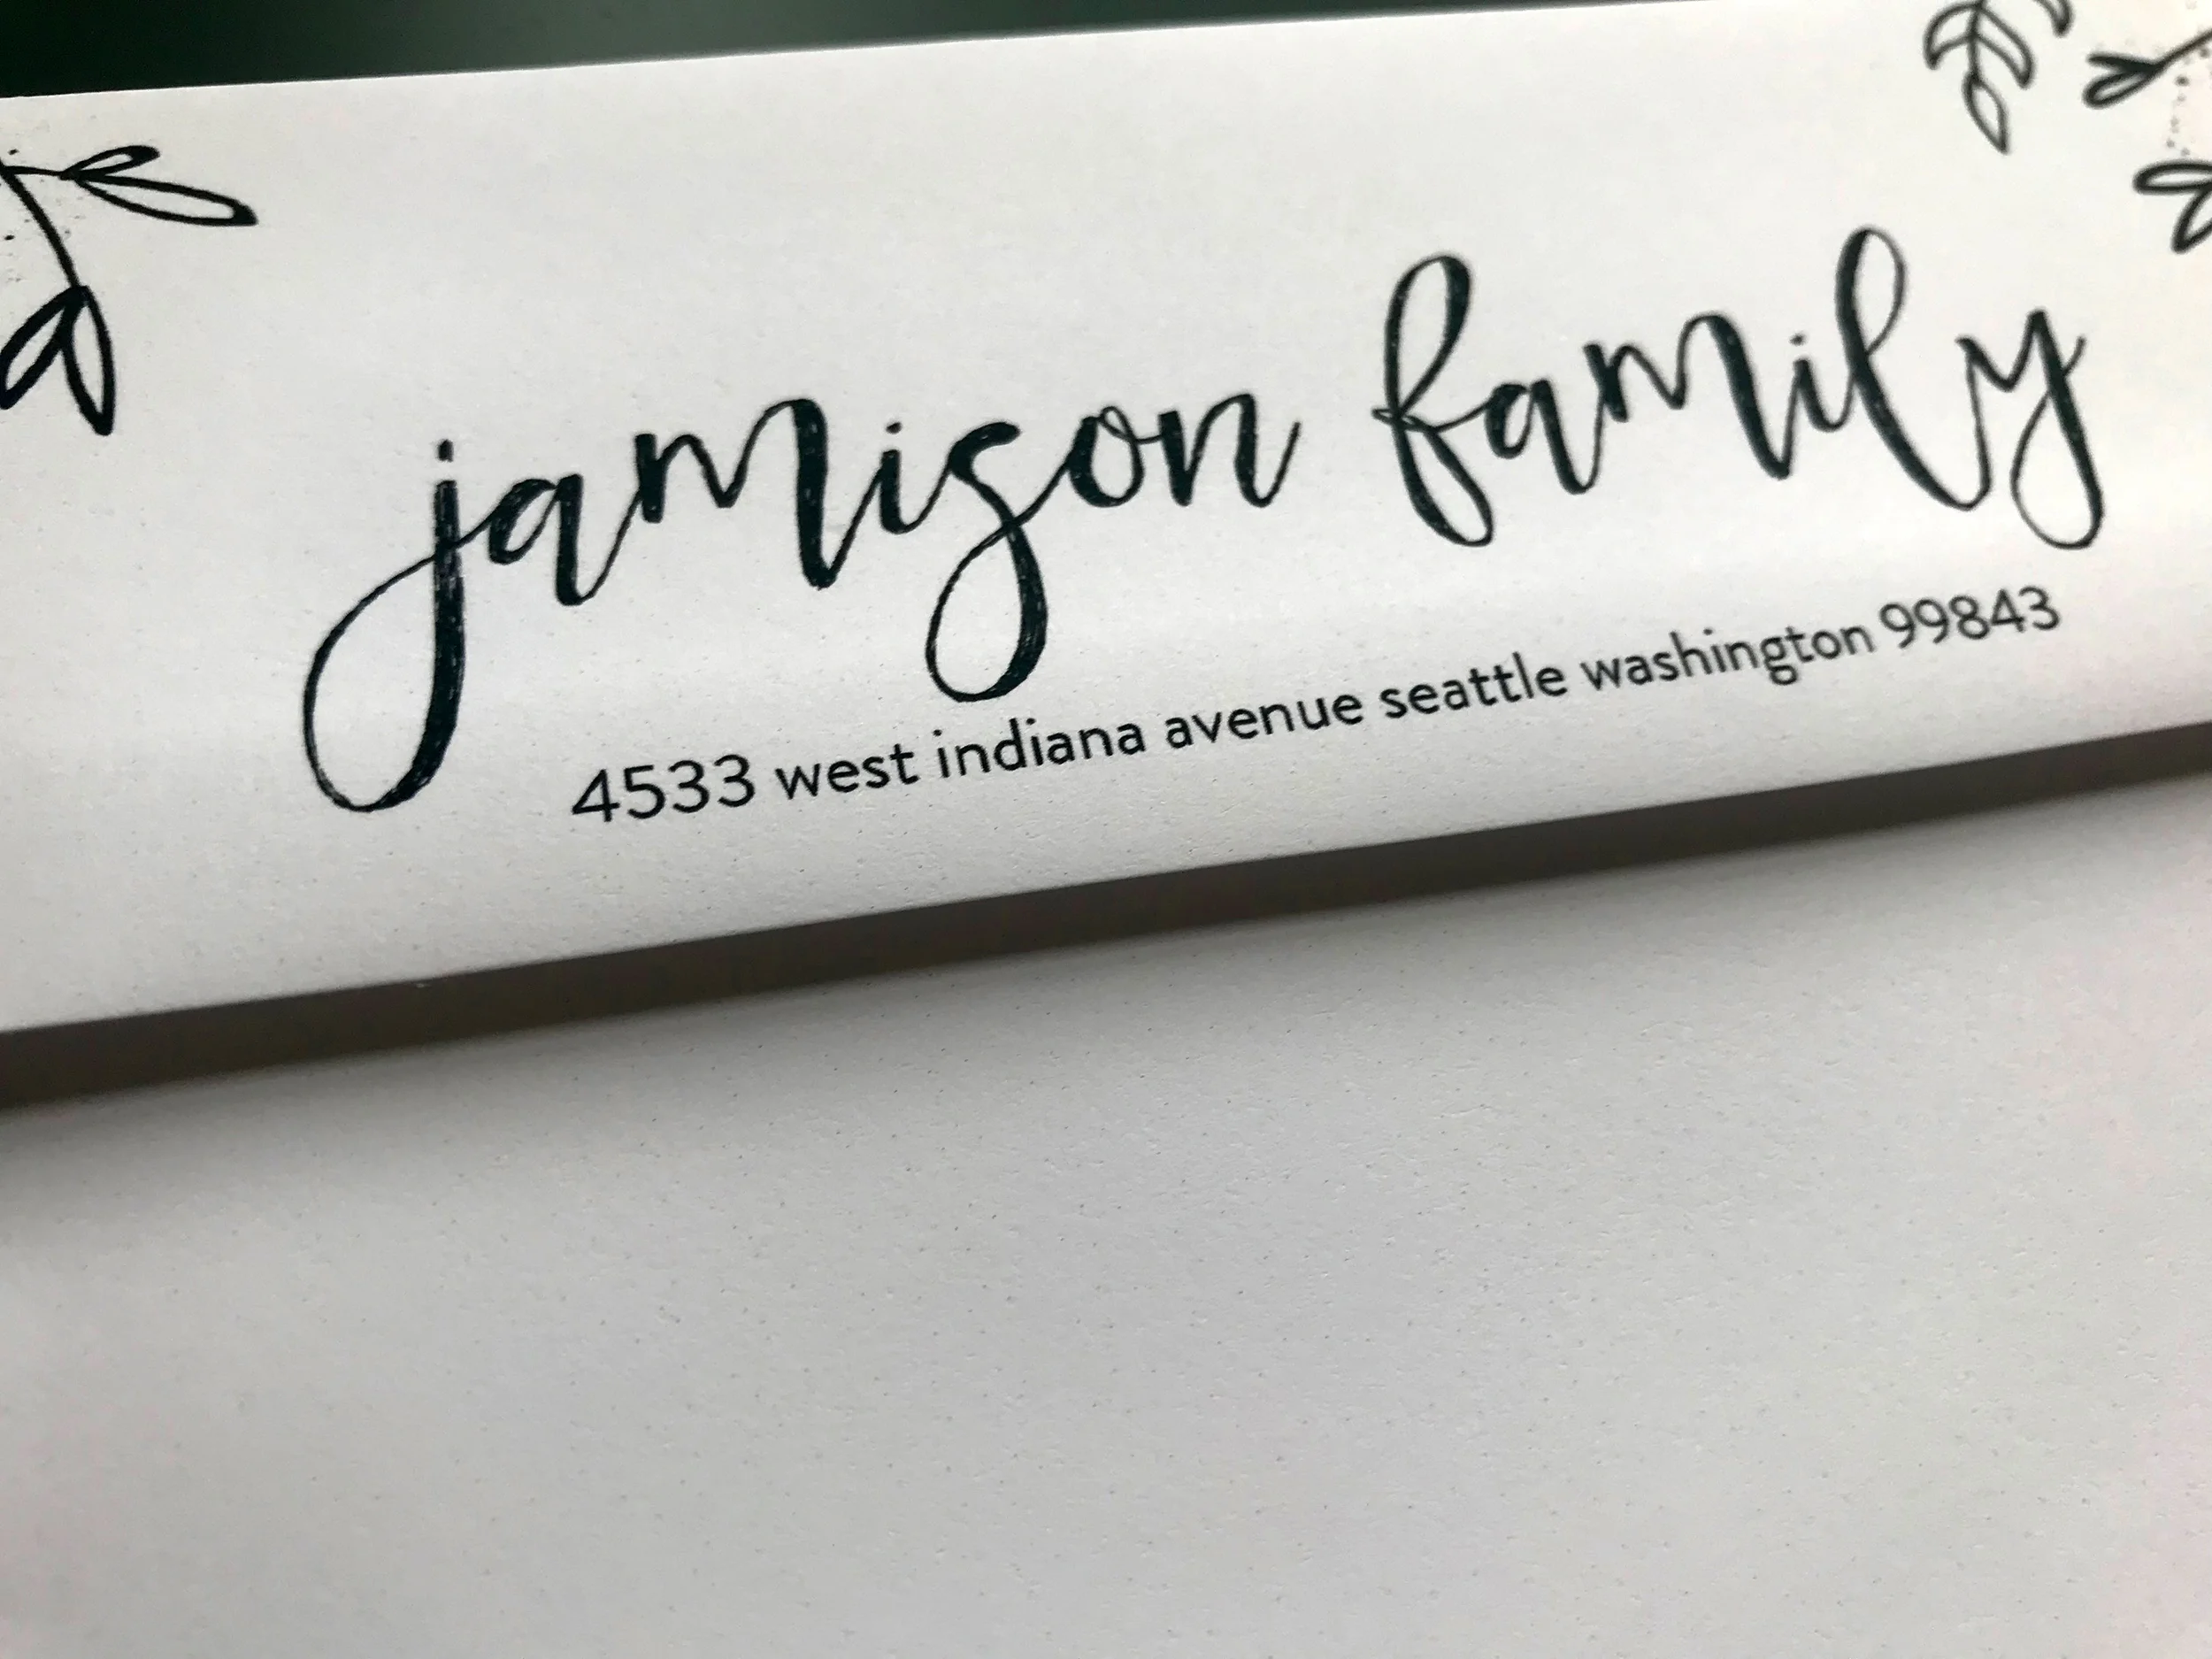 jamison family
4533 west indiana avenue seattle washington 99843